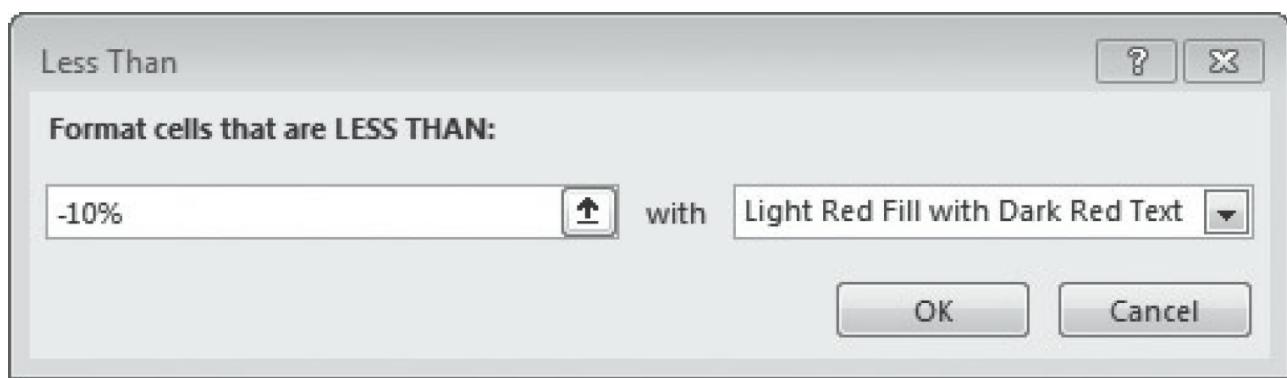 Less Than
Format cells that are LESS THAN:
-10% with Light Red Fill with Dark Red Text
OK Cancel